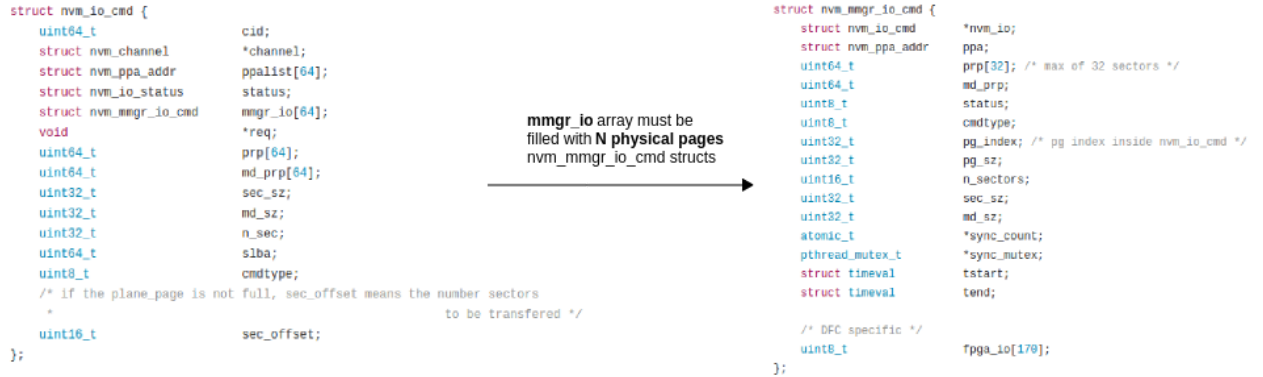 struct nvm_io_cmd {
uint64_t cid;
struct nvm_channel *channel;
struct nvm_ppa_addr ppalist[64];
struct nvm_io_status status;
struct nvm_mmgr_io_cmd mmgr_io[64];
void *req;
uint64_t prp[64];
uint64_t md_prp[64];
uint32_t sec_sz;
uint32_t md_sz;
uint32_t n_sec;
uint64_t slba;
uint8_t cmdtype;
/* if the plane_page is not full, sec_offset means the number sectors
* to be transfered */
uint16_t sec_offset;
};
mmgr_io array must be
filled with N physical pages
nvm_mmgr_io_cmd structs
struct nvm_mmgr_io_cmd {
struct nvm_io_cmd *nvm_io;
struct nvm_ppa_addr ppa;
uint64_t prp[32]; /* max of 32 sectors */
uint64_t md_prp;
uint8_t status;
uint8_t cmdtype;
uint32_t pg_index; /* pg index inside nvm_io_cmd */
uint32_t pg_sz;
uint16_t n_sectors;
uint32_t sec_sz;
uint32_t md_sz;
atomic_t *sync_count;
pthread_mutex_t *sync_mutex;
struct timeval tstart;
struct timeval tend;
/* DFC specific */
uint8_t fpga_io[170];
};